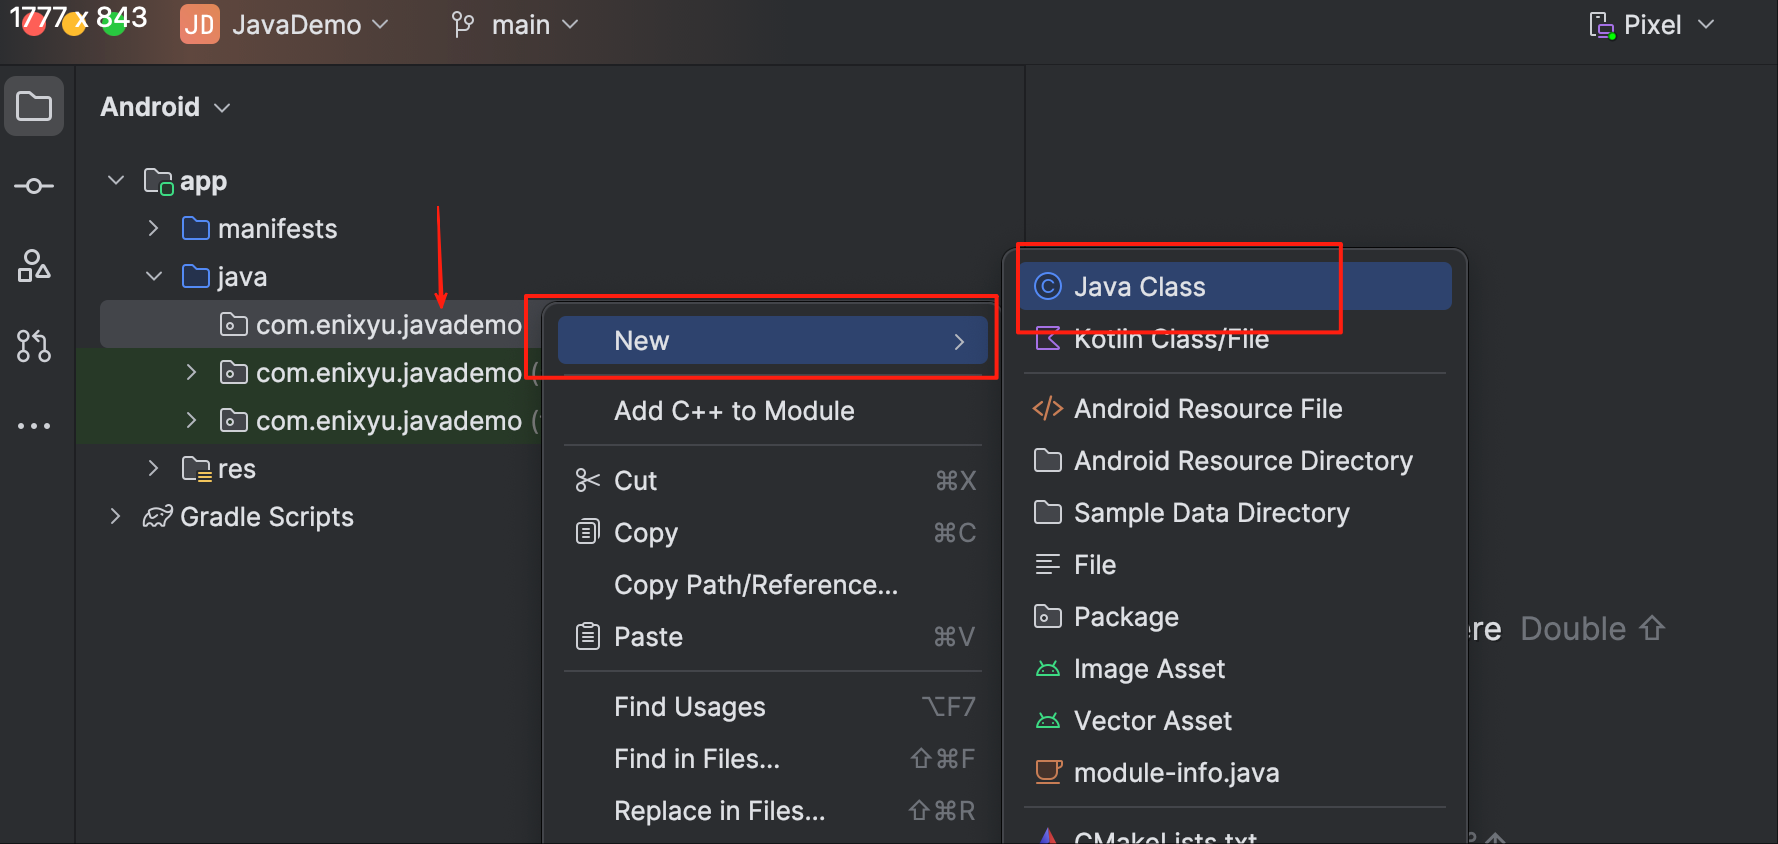 1777 x 843
JD JavaDemo main Pixel
Android
app
manifests
java
com.enixyu.javademo
com.enixyu.javademo (
com.enixyu.javademo (
res
Gradle Scripts
New
Add C++ to Module
Cut ⌘X
Copy ⌘C
Copy Path/Reference...
Paste ⌘V
Find Usages ⌥F7
Find in Files... ⇧⌘F
Replace in Files... ⇧⌘R
Java Class
Kotlin Class/File
Android Resource File
Android Resource Directory
Sample Data Directory
File
Package
Image Asset
Vector Asset
module-info.java
CMakeLists.txt
Double ⇧